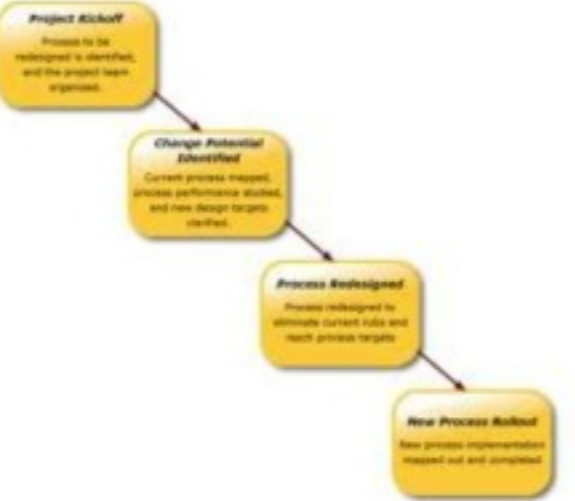 Project Kickoff
Process to be
redesigned is identified,
and the project team
organized.
Change Potential
Identified
Current process mapped,
process performance studied,
and new design targets
clarified.
Process Redesigned
Process redesigned to
eliminate current rubs and
reach process targets
New Process Rollout
New process implementation
mapped out and completed